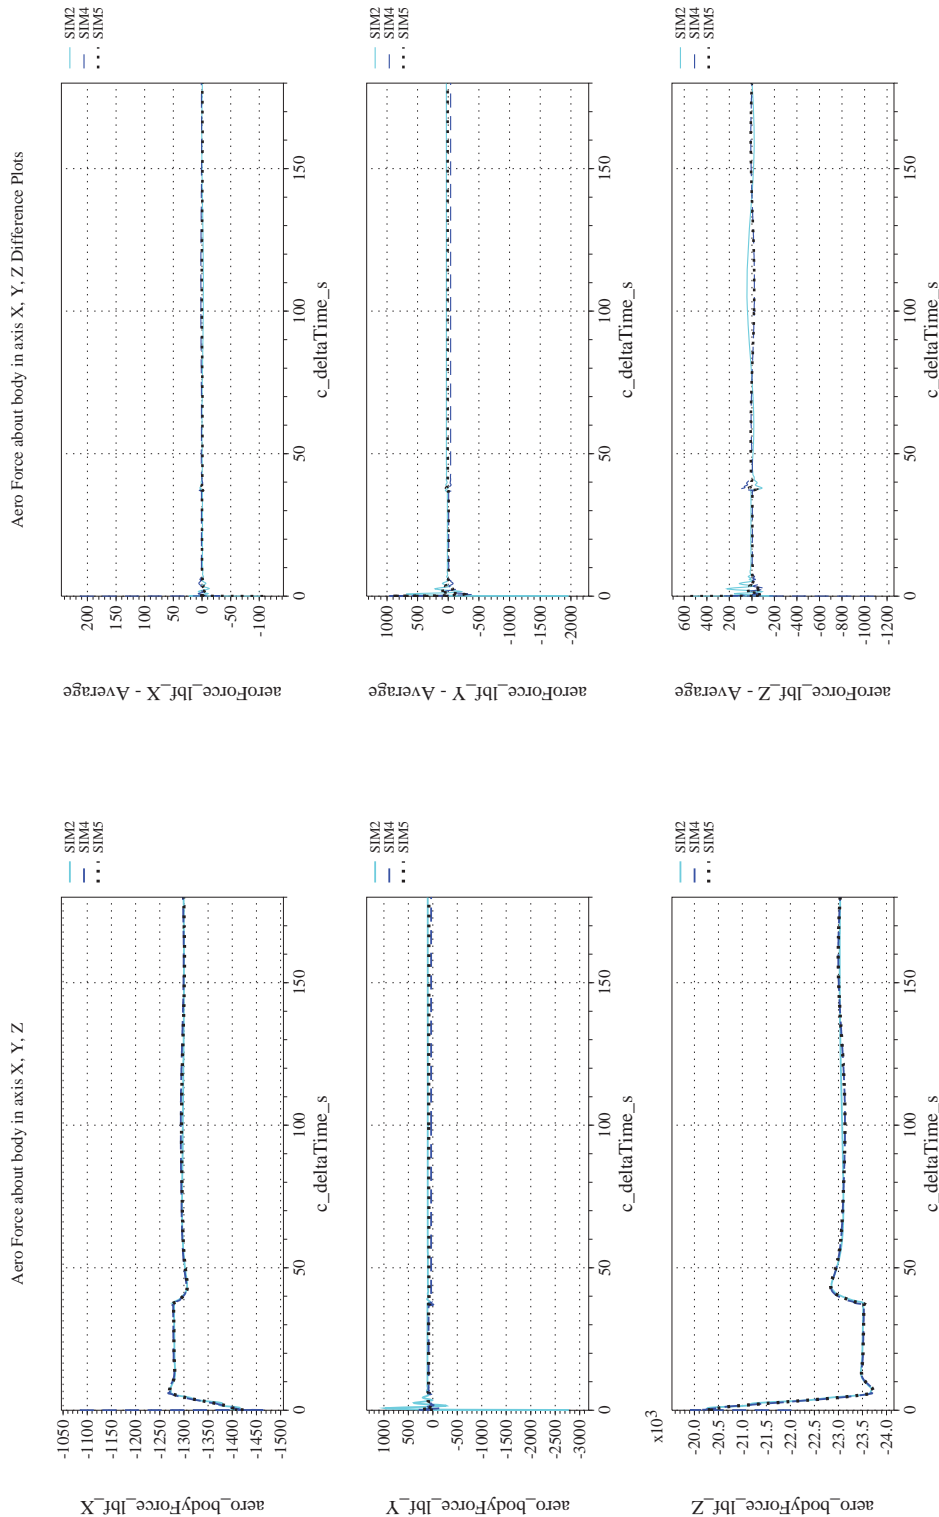 Aero Force about body in axis X, Y, Z
aero_bodyForce_lbf_X
-1050
-1100
-1150
-1200
-1250
-1300
-1350
-1400
-1450
-1500
0
50
100
150
c_deltaTime_s
SIM2
SIM4
SIM5
aero_bodyForce_lbf_Y
1000
500
0
-500
-1000
-1500
-2000
-2500
-3000
0
50
100
150
c_deltaTime_s
SIM2
SIM4
SIM5
aero_bodyForce_lbf_Z
x10³
-20.0
-20.5
-21.0
-21.5
-22.0
-22.5
-23.0
-23.5
-24.0
0
50
100
150
c_deltaTime_s
SIM2
SIM4
SIM5
Aero Force about body in axis X, Y, Z Difference Plots
aeroForce_lbf_X - Average
200
150
100
50
0
-50
-100
0
50
100
150
c_deltaTime_s
SIM2
SIM4
SIM5
aeroForce_lbf_Y - Average
1000
500
0
-500
-1000
-1500
-2000
0
50
100
150
c_deltaTime_s
SIM2
SIM4
SIM5
aeroForce_lbf_Z - Average
600
400
200
0
-200
-400
-600
-800
-1000
-1200
0
50
100
150
c_deltaTime_s
SIM2
SIM4
SIM5